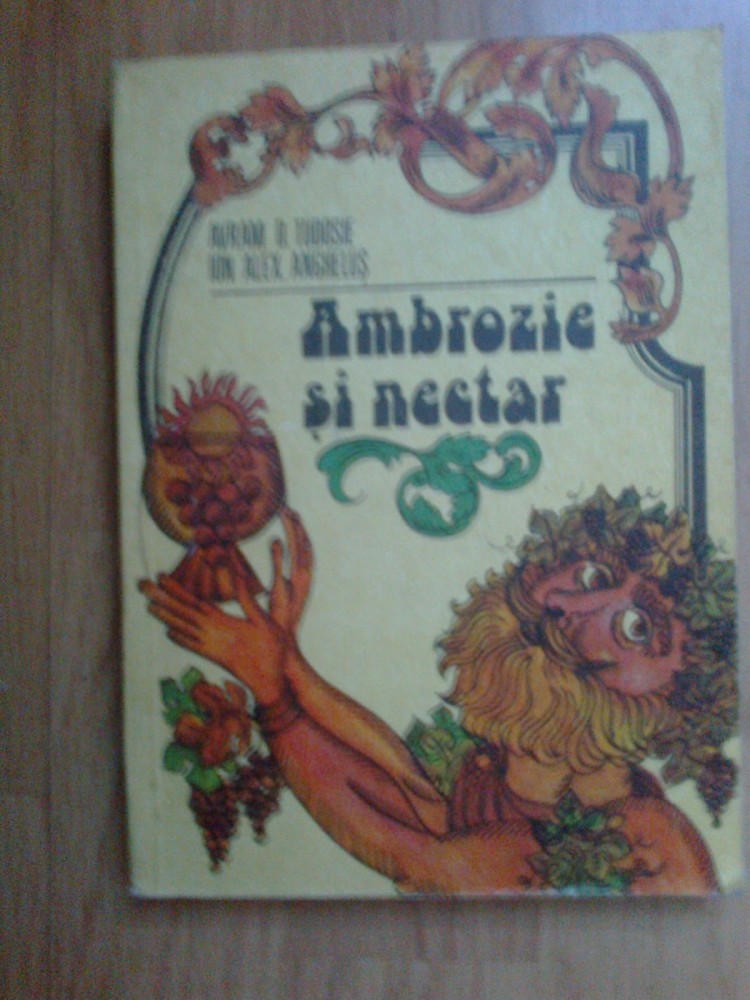 AVRAM D. TUDOSIE
ION ALEX. ANGHELUȘ
Ambrozie
și nectar